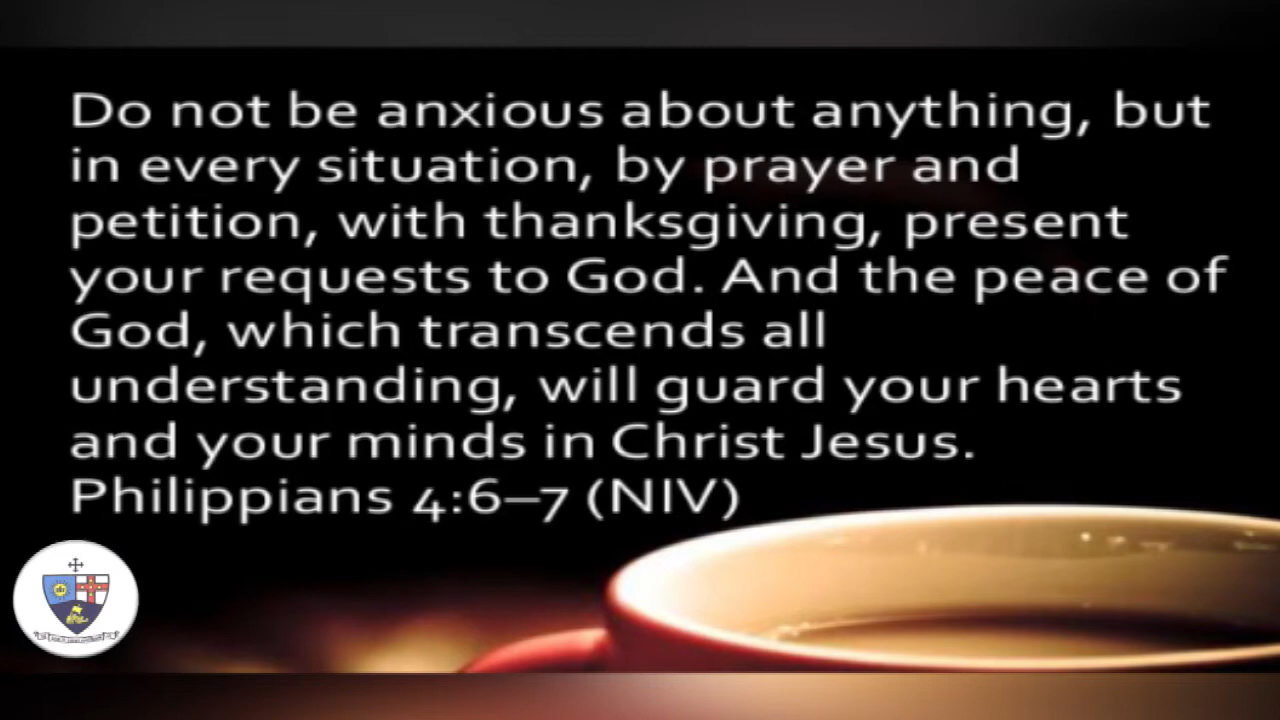 Do not be anxious about anything, but
in every situation, by prayer and
petition, with thanksgiving, present
your requests to God. And the peace of
God, which transcends all
understanding, will guard your hearts
and your minds in Christ Jesus.
Philippians 4:6–7 (NIV)